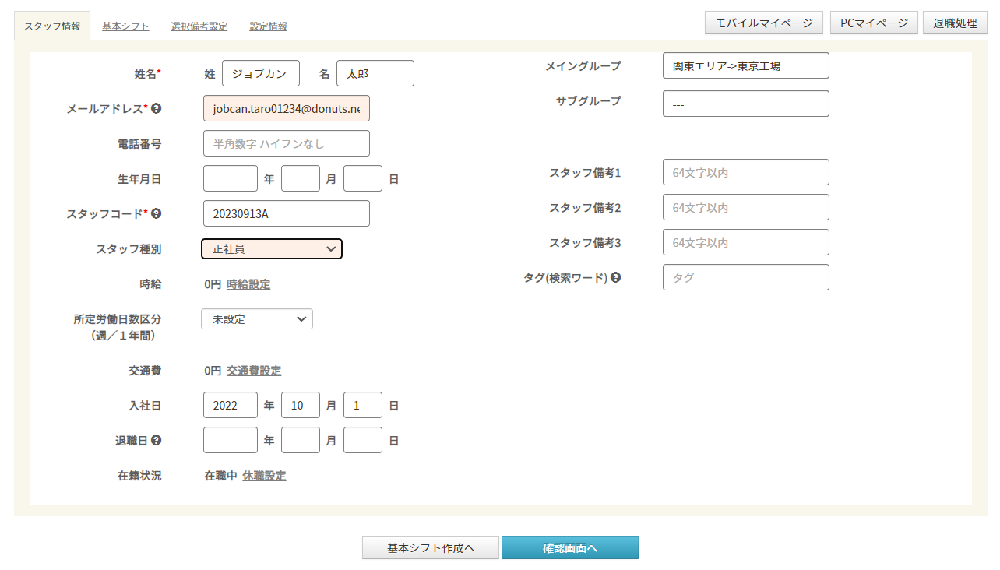 スタッフ情報 基本シフト 選択備考設定 設定情報 モバイルマイページ PCマイページ 退職処理
姓名* 姓 ジョブカン 名 太郎
メールアドレス* jobcan.taro01234@donuts.ne
電話番号 半角数字 ハイフンなし
生年月日 年 月 日
スタッフコード* 20230913A
スタッフ種別 正社員
時給 0円 時給設定
所定労働日数区分
(週／１年間) 未設定
交通費 0円 交通費設定
入社日 2022 年 10 月 1 日
退職日 年 月 日
在籍状況 在職中 休職設定
メイングループ 関東エリア->東京工場
サブグループ ---
スタッフ備考1 64文字以内
スタッフ備考2 64文字以内
スタッフ備考3 64文字以内
タグ(検索ワード) タグ
基本シフト作成へ 確認画面へ